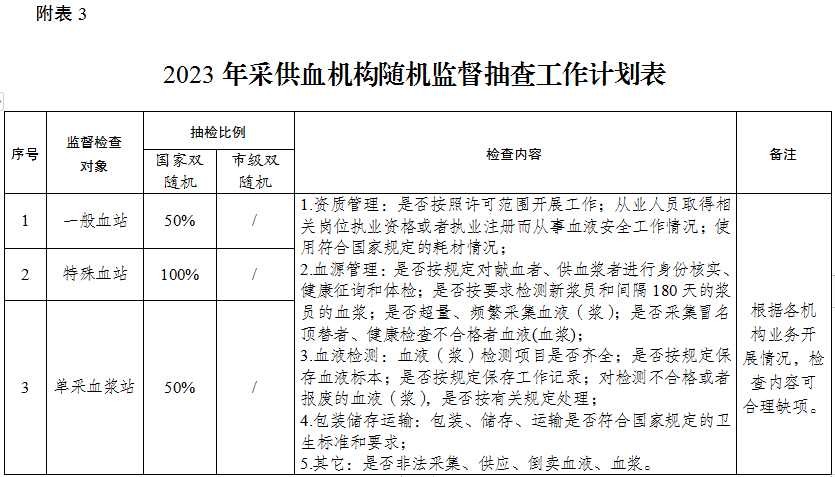 附表 3
2023 年采供血机构随机监督抽查工作计划表
序号
监督检查
对象
抽检比例
国家双
随机
市级双
随机
检查内容
备注
1
一般血站
50%
/
2
特殊血站
100%
/
3
单采血浆站
50%
/
1.资质管理：是否按照许可范围开展工作；从业人员取得相
关岗位执业资格或者执业注册而从事血液安全工作情况；使
用符合国家规定的耗材情况；
2.血源管理：是否按规定对献血者、供血浆者进行身份核实、
健康征询和体检；是否按要求检测新浆员和间隔 180 天的浆
员的血浆；是否超量、频繁采集血液（浆）；是否采集冒名
顶替者、健康检查不合格者血液(血浆)；
3.血液检测：血液（浆）检测项目是否齐全；是否按规定保
存血液标本；是否按规定保存工作记录；对检测不合格或者
报废的血液（浆），是否按有关规定处理；
4.包装储存运输：包装、储存、运输是否符合国家规定的卫
生标准和要求；
5.其它：是否非法采集、供应、倒卖血液、血浆。
根据各机
构业务开
展情况，检
查内容可
合理缺项。